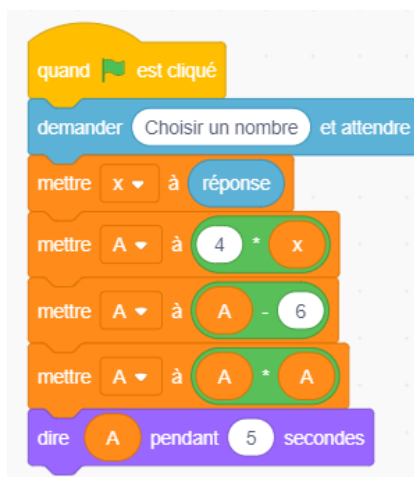 quand est cliqué
demander Choisir un nombre et attendre
mettre x à réponse
mettre A à 4 * x
mettre A à A - 6
mettre A à A * A
dire A pendant 5 secondes